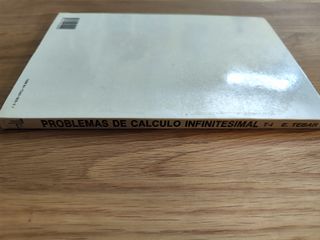 PROBLEMAS DE CALCULO INFINITESIMAL T-I E. TEBAR